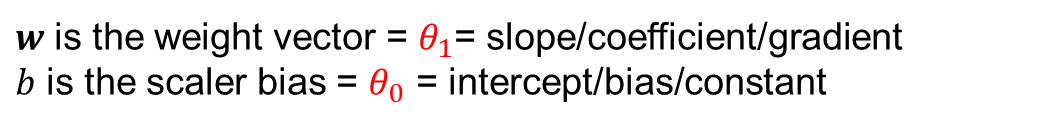 w is the weight vector = θ₁= slope/coefficient/gradient
b is the scaler bias = θ₀ = intercept/bias/constant